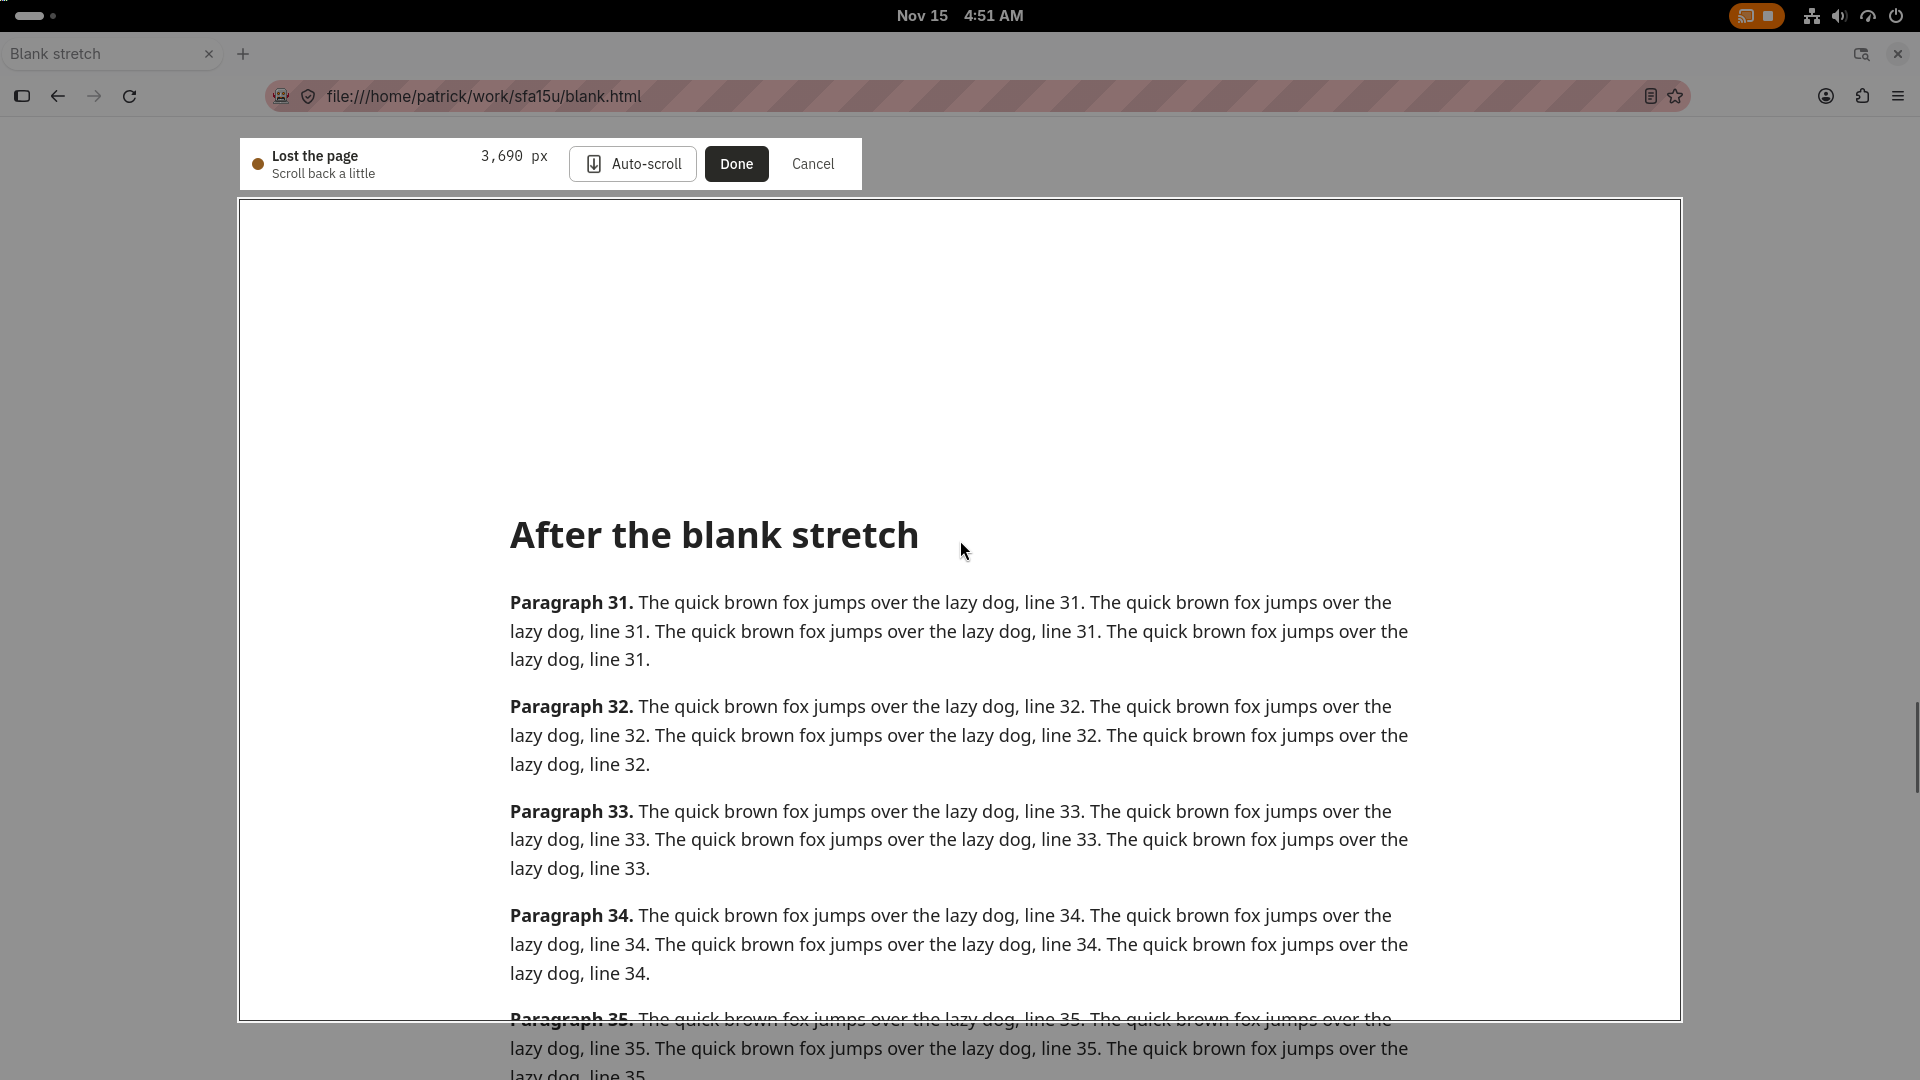 Nov 15 4:51 AM
Blank stretch
file:///home/patrick/work/sfa15u/blank.html
Lost the page
Scroll back a little
3,690 px
Auto-scroll
Done
Cancel
After the blank stretch
Paragraph 31. The quick brown fox jumps over the lazy dog, line 31. The quick brown fox jumps over the
lazy dog, line 31. The quick brown fox jumps over the lazy dog, line 31. The quick brown fox jumps over the
lazy dog, line 31.
Paragraph 32. The quick brown fox jumps over the lazy dog, line 32. The quick brown fox jumps over the
lazy dog, line 32. The quick brown fox jumps over the lazy dog, line 32. The quick brown fox jumps over the
lazy dog, line 32.
Paragraph 33. The quick brown fox jumps over the lazy dog, line 33. The quick brown fox jumps over the
lazy dog, line 33. The quick brown fox jumps over the lazy dog, line 33. The quick brown fox jumps over the
lazy dog, line 33.
Paragraph 34. The quick brown fox jumps over the lazy dog, line 34. The quick brown fox jumps over the
lazy dog, line 34. The quick brown fox jumps over the lazy dog, line 34. The quick brown fox jumps over the
lazy dog, line 34.
Paragraph 35. The quick brown fox jumps over the lazy dog, line 35. The quick brown fox jumps over the
lazy dog, line 35. The quick brown fox jumps over the lazy dog, line 35. The quick brown fox jumps over the
lazy dog, line 35.